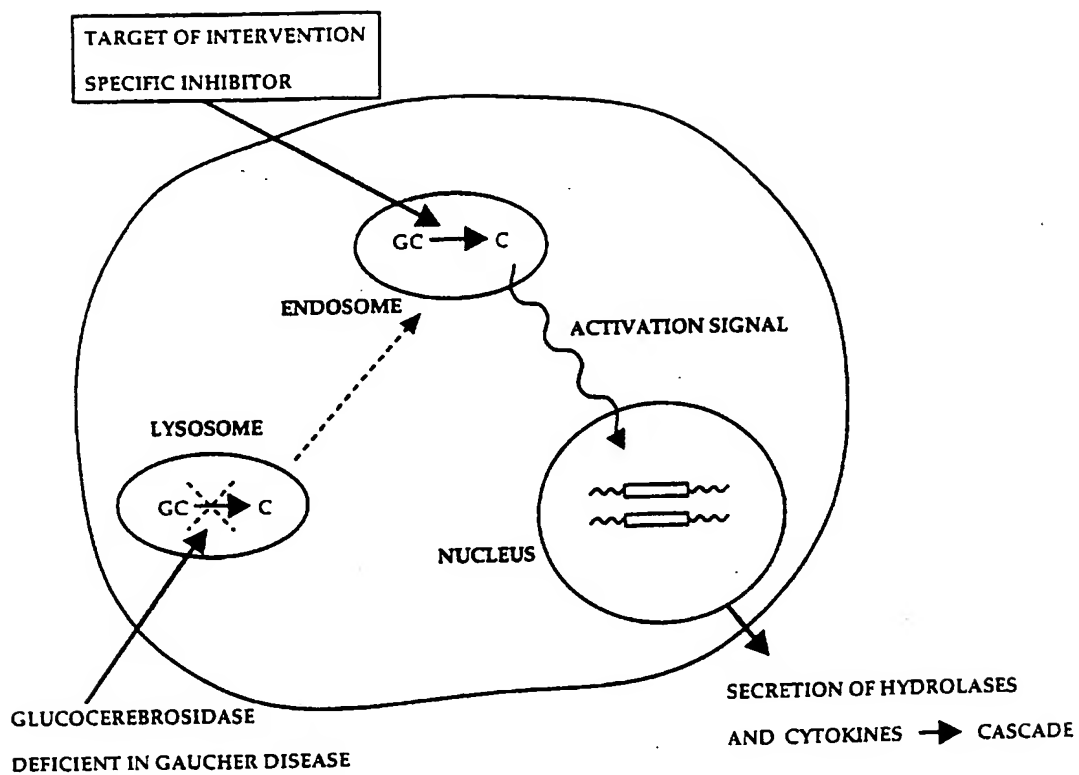 TARGET OF INTERVENTION
SPECIFIC INHIBITOR
GC → C
ENDOSOME
ACTIVATION SIGNAL
LYSOSOME
GC → C
NUCLEUS
GLUCOCEREBROSIDASE
DEFICIENT IN GAUCHER DISEASE
SECRETION OF HYDROLASES
AND CYTOKINES → CASCADE